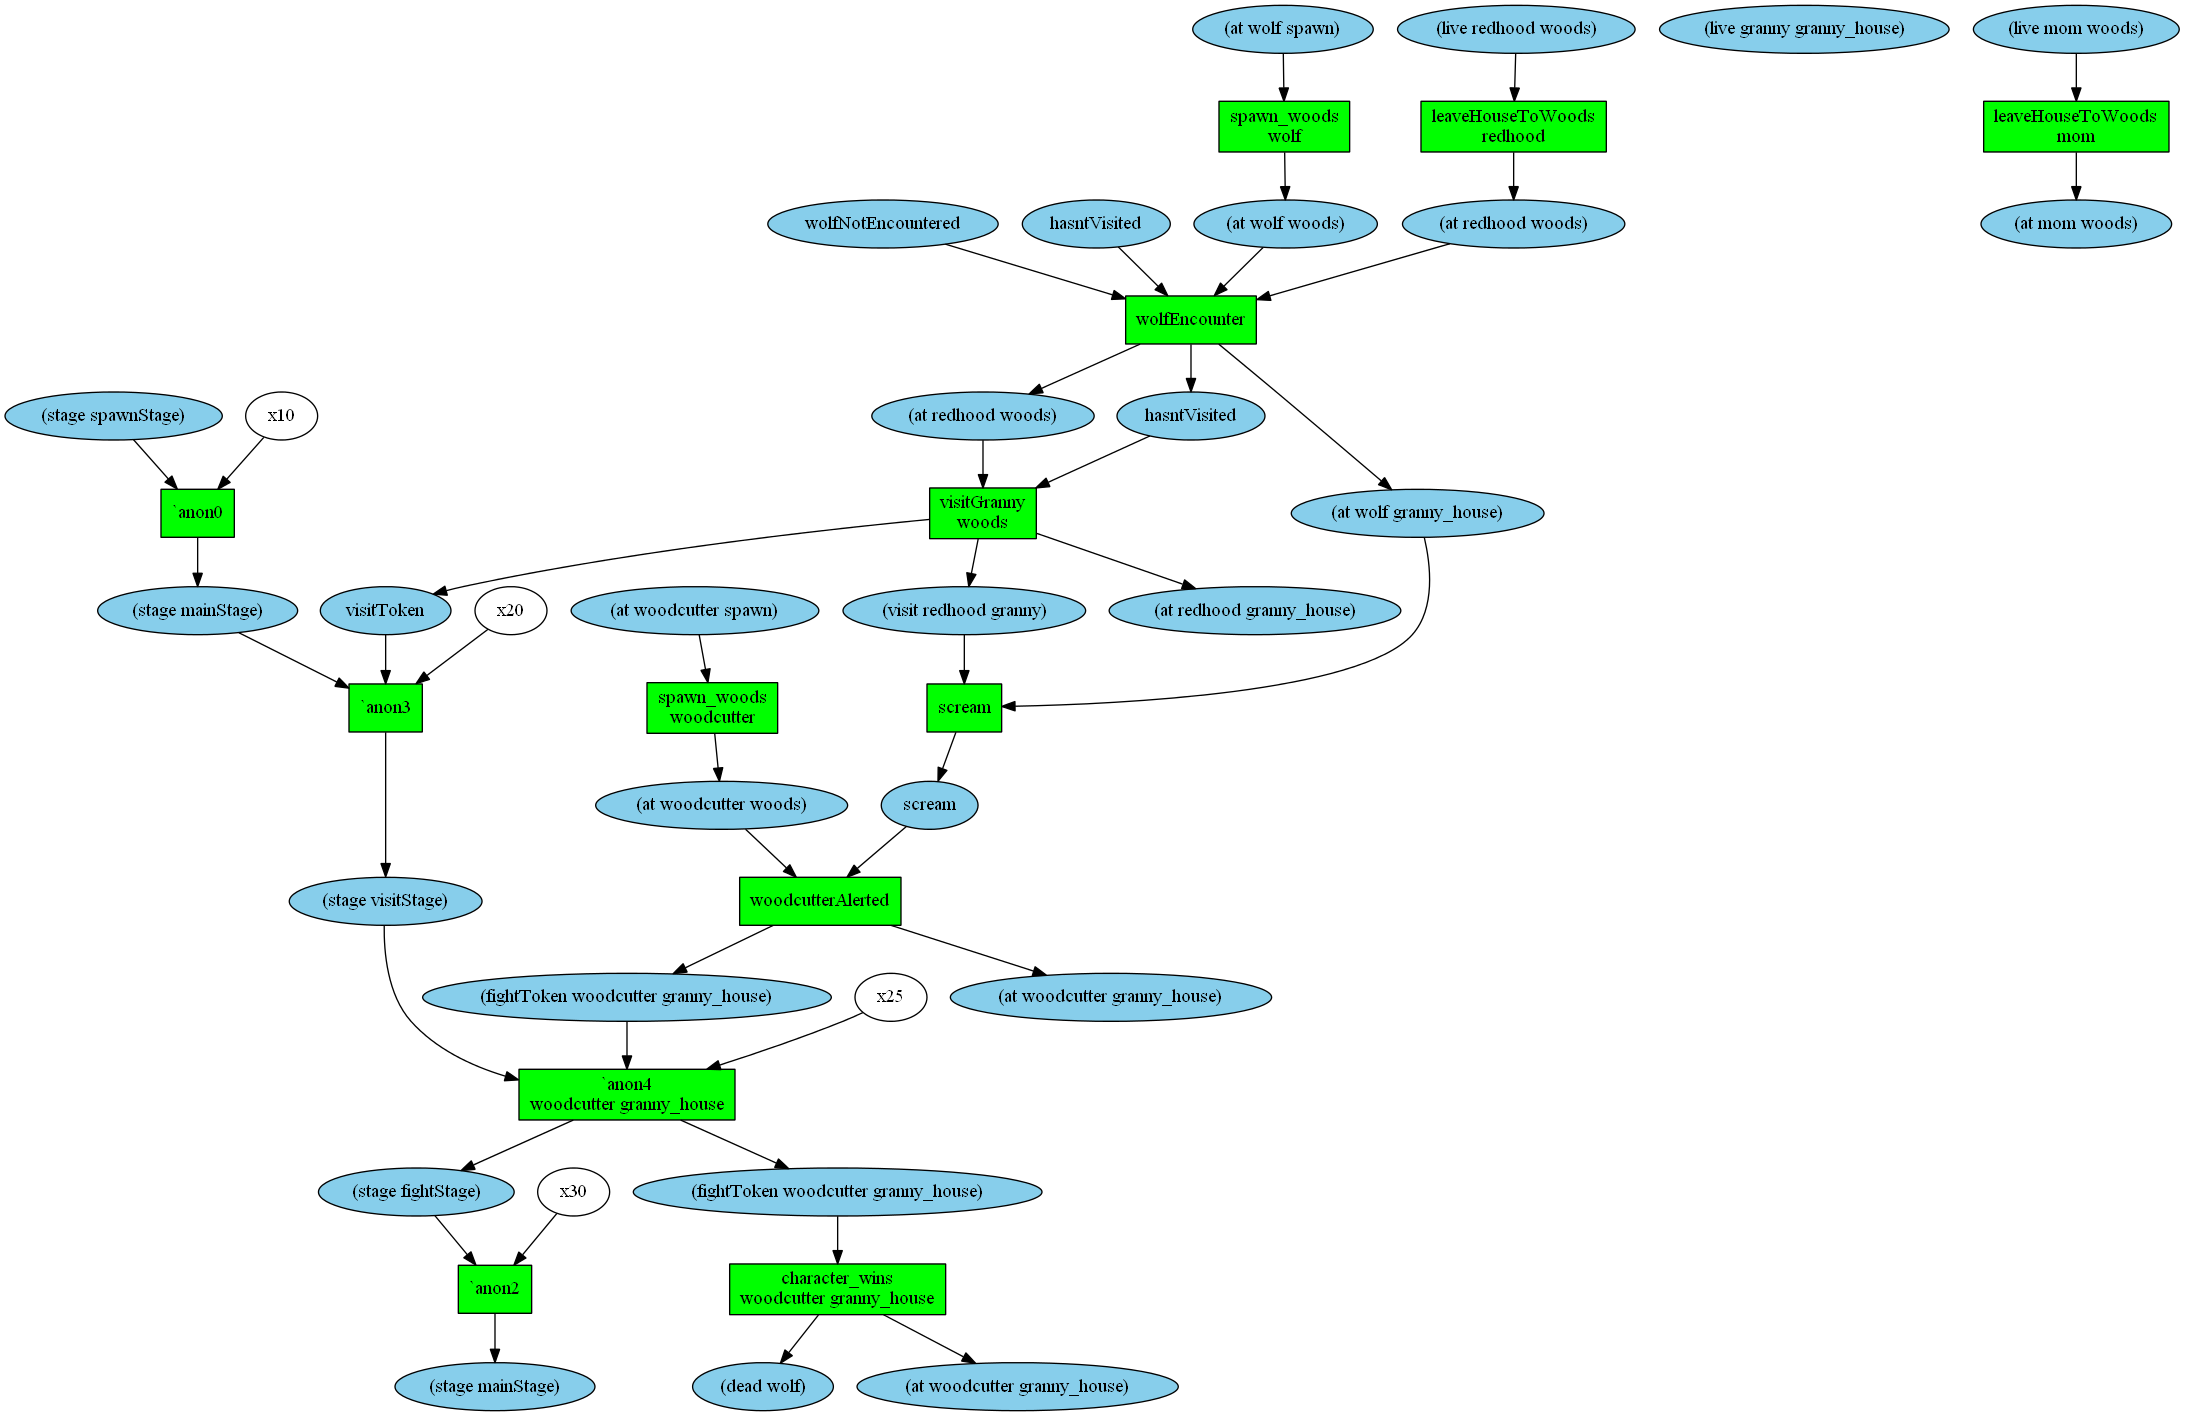 (at wolf spawn)
(live redhood woods)
(live granny granny_house)
(live mom woods)
spawn_woods
wolf
leaveHouseToWoods
redhood
leaveHouseToWoods
mom
wolfNotEncountered
hasntVisited
(at wolf woods)
(at redhood woods)
(at mom woods)
wolfEncounter
(stage spawnStage)
x10
(at redhood woods)
hasntVisited
`anon0
visitGranny
woods
(at wolf granny_house)
(stage mainStage)
visitToken
x20
(at woodcutter spawn)
(visit redhood granny)
(at redhood granny_house)
`anon3
spawn_woods
woodcutter
scream
(at woodcutter woods)
scream
(stage visitStage)
woodcutterAlerted
(fightToken woodcutter granny_house)
x25
(at woodcutter granny_house)
`anon4
woodcutter granny_house
(stage fightStage)
x30
(fightToken woodcutter granny_house)
`anon2
character_wins
woodcutter granny_house
(stage mainStage)
(dead wolf)
(at woodcutter granny_house)